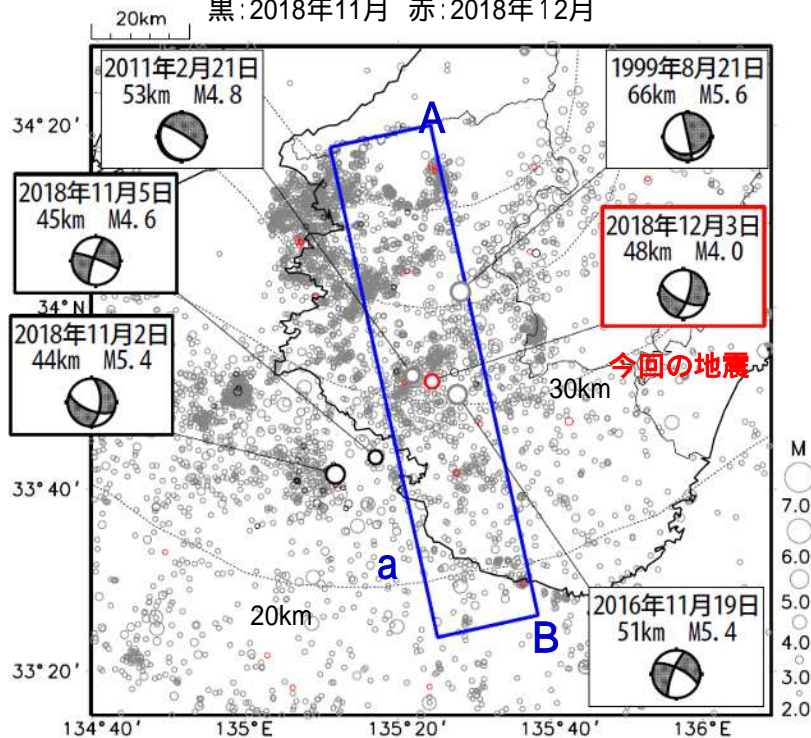 黒:2018年11月 赤:2018年12月
20km
2011年2月21日
53km M4.8
1999年8月21日
66km M5.6
34°20′
A
2018年11月5日
45km M4.6
2018年12月3日
48km M4.0
34°N
2018年11月2日
44km M5.4
今回の地震
30km
M
33°40′
7.0
a
6.0
20km
2016年11月19日
51km M5.4
5.0
B
4.0
33°20′
3.0
2.0
134°40′
135°E
135°20′
135°40′
136°E